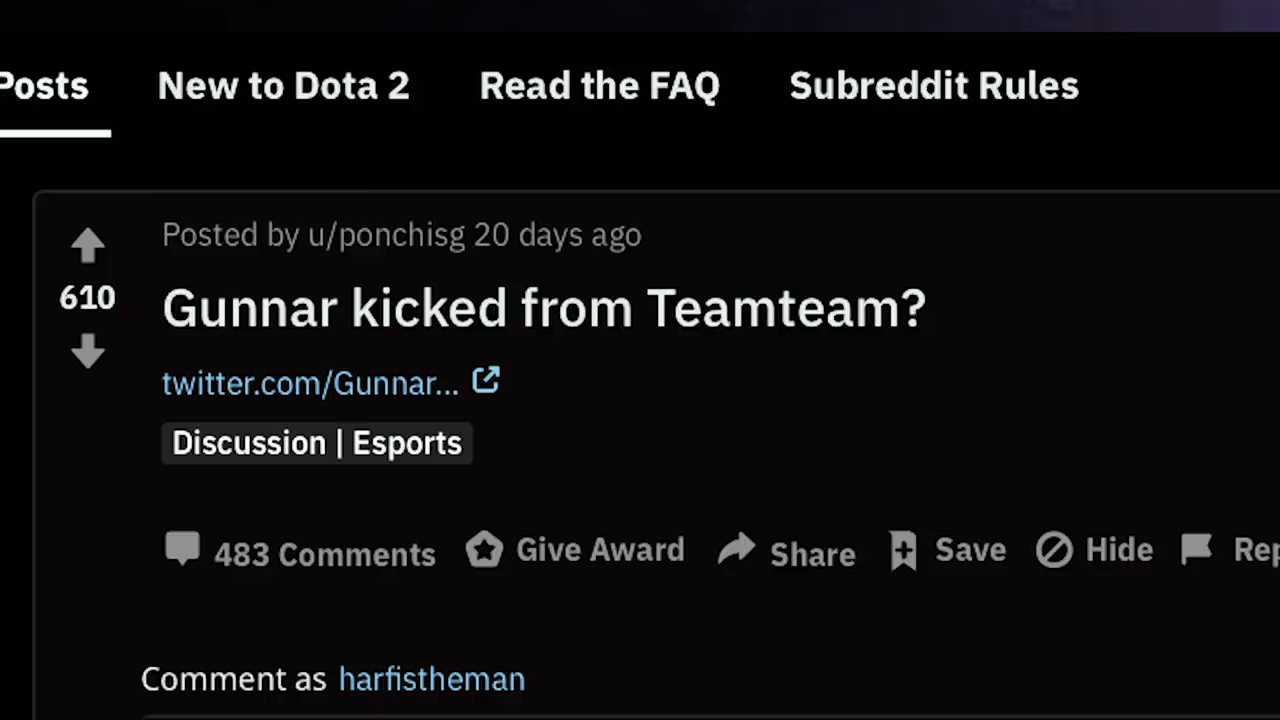 Posts New to Dota 2 Read the FAQ Subreddit Rules
Posted by u/ponchisg 20 days ago
610
Gunnar kicked from Teamteam?
twitter.com/Gunnar...
Discussion | Esports
483 Comments Give Award Share Save Hide Rep
Comment as harfistheman